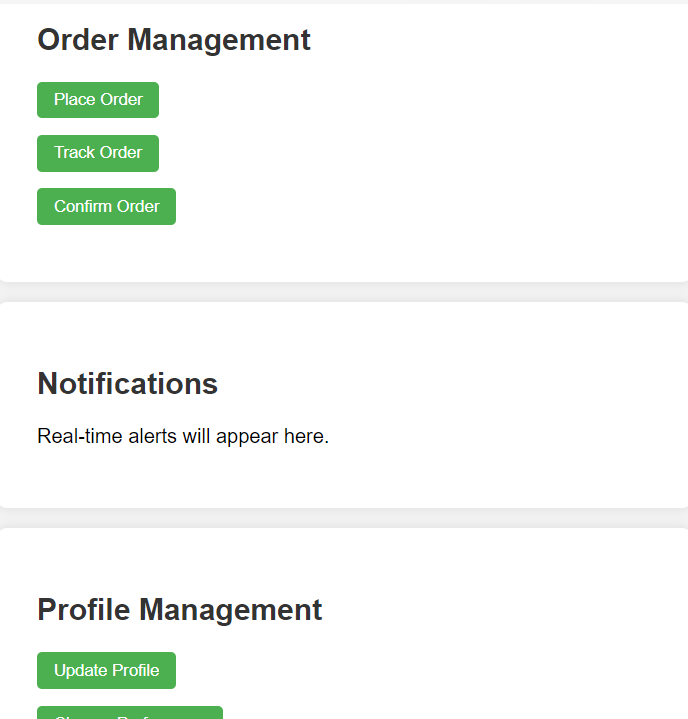 Order Management
Place Order
Track Order
Confirm Order
Notifications
Real-time alerts will appear here.
Profile Management
Update Profile